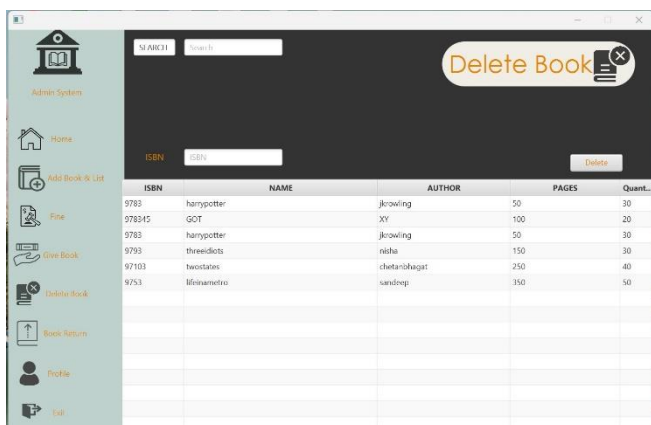 SEARCH
Search
Delete Book
Admin System
Home
Add Book & List
Fine
Give Book
Delete Book
Book Return
Profile
Exit
ISBN
ISBN
Delete
ISBN NAME AUTHOR PAGES Quant...
9783 harrypotter jkrowling 50 30
978345 GOT XY 100 20
9783 harrypotter jkrowling 50 30
9793 threeidiots nisha 150 30
97103 twostates chetanbhagat 250 40
9753 lifeinametro sandeep 350 50